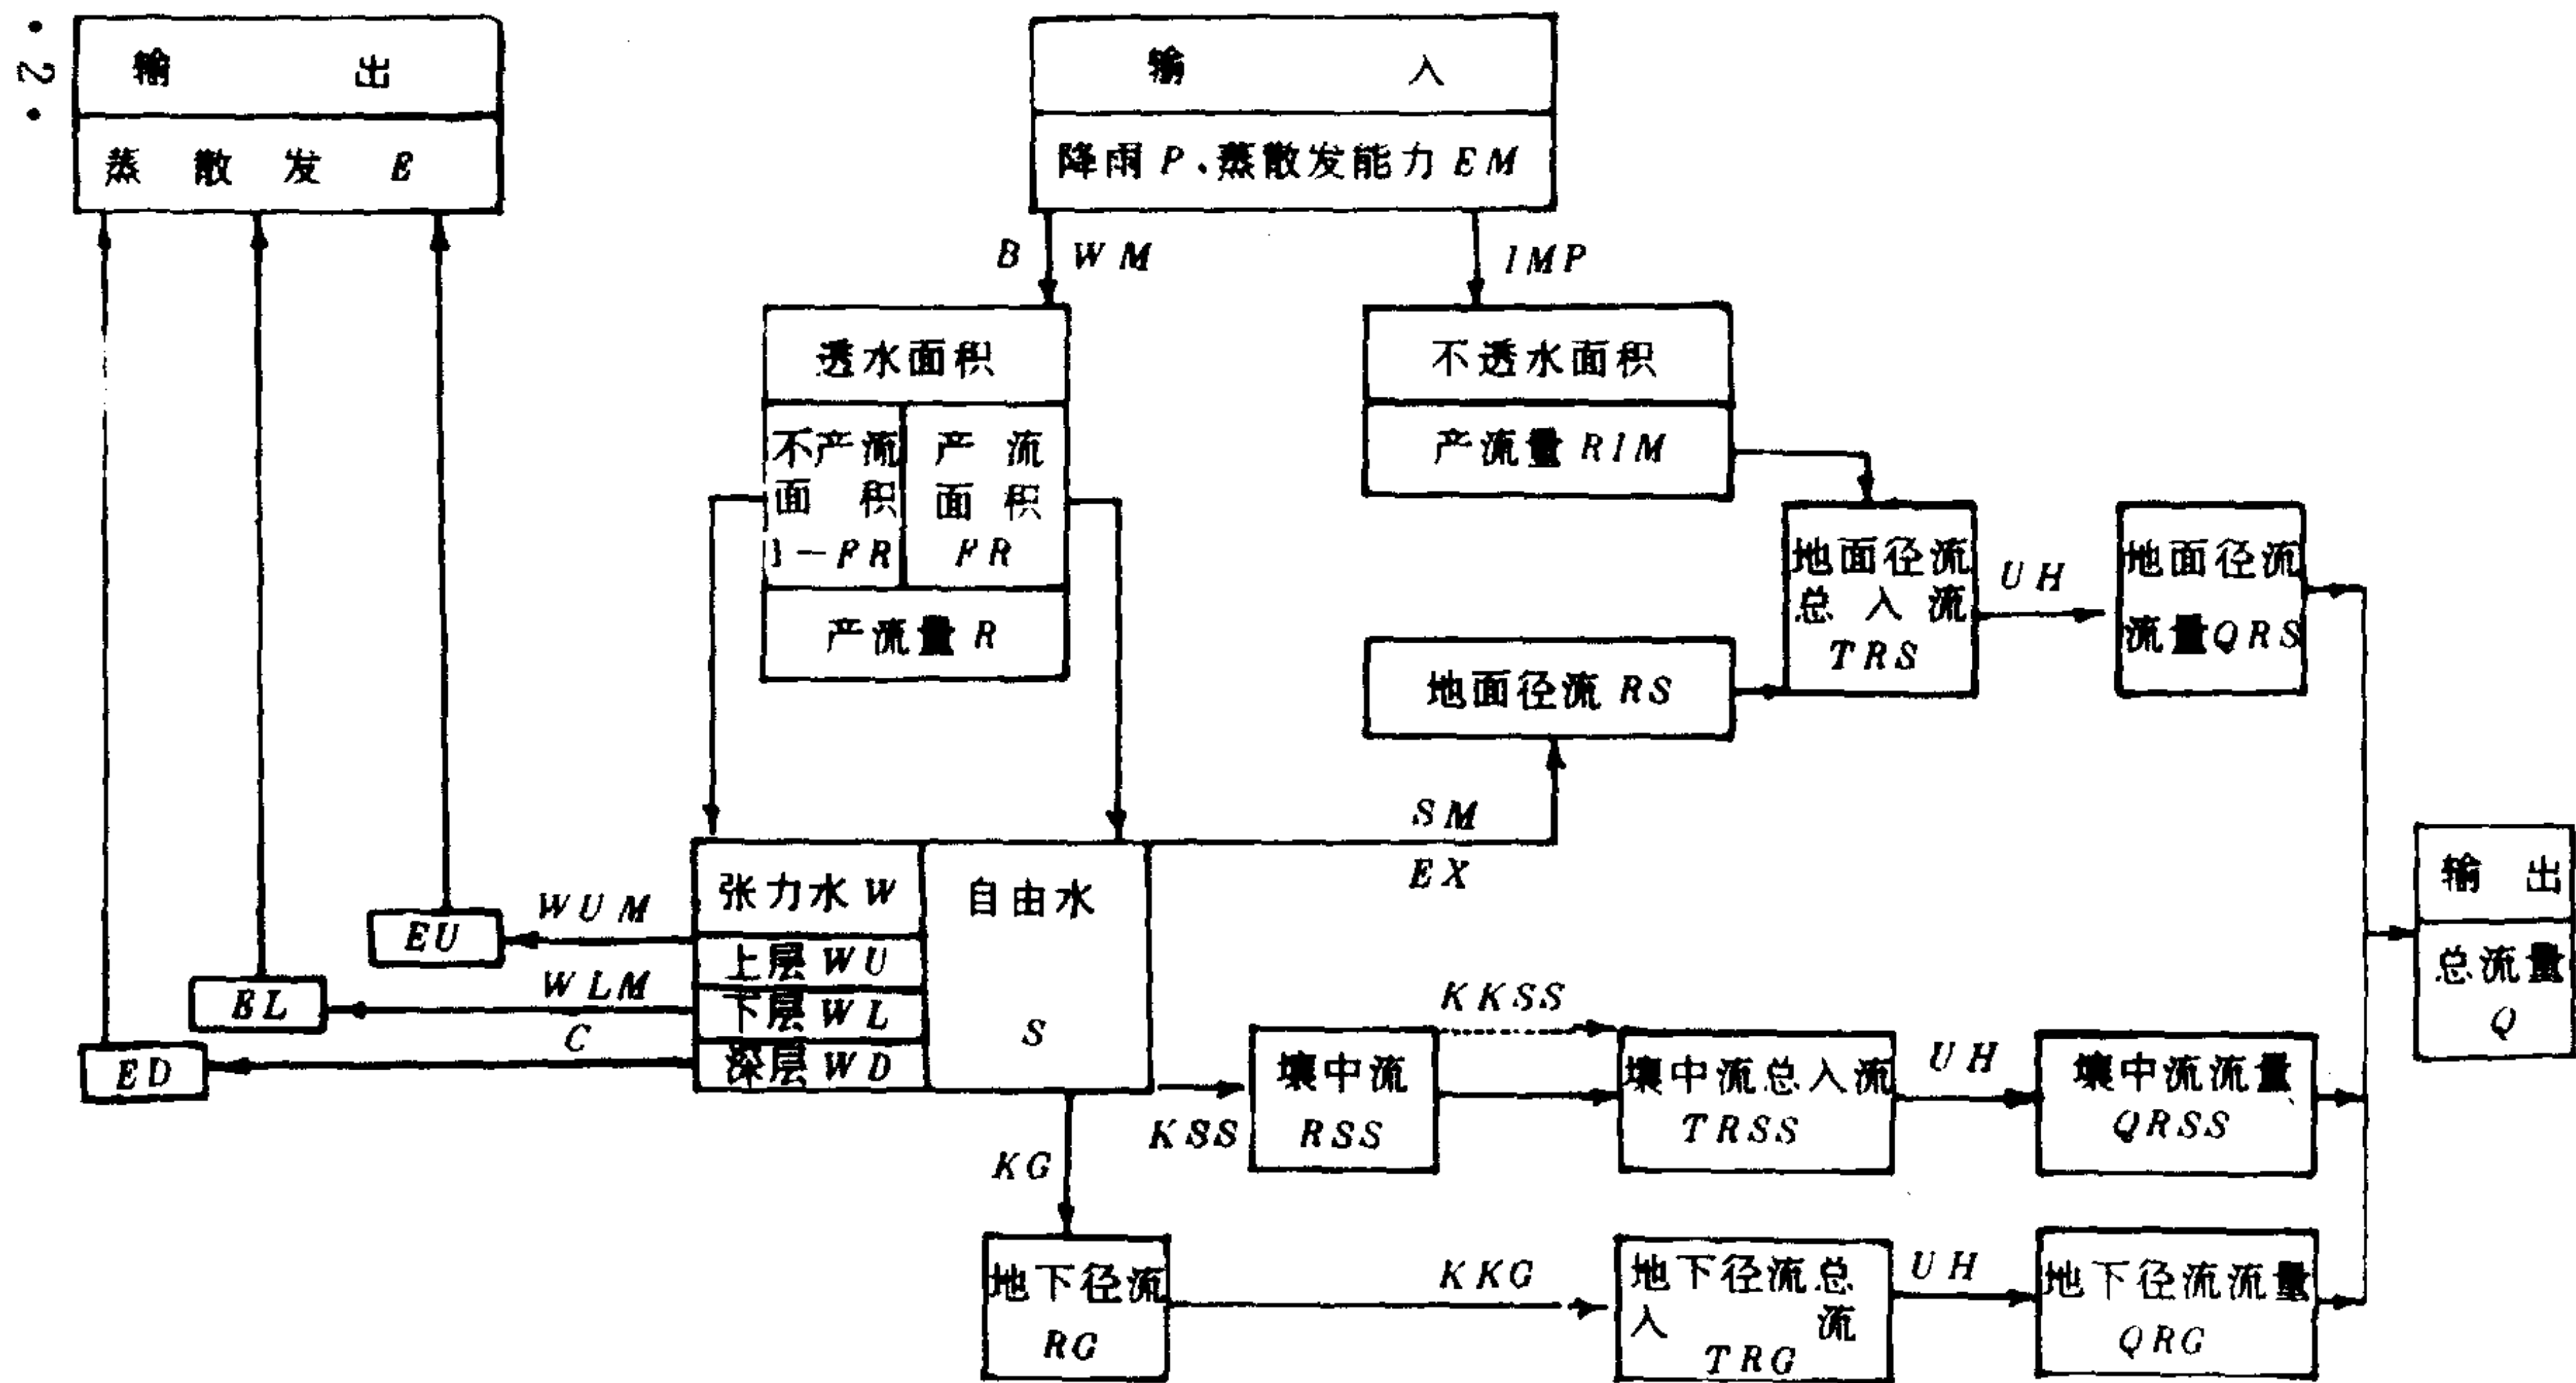 ·2·
输 出
蒸 散 发 E
输 入
降雨 P、蒸散发能力 EM
B WM
IMP
透水面积
不产流
面 积
1-FR
产 流
面 积
FR
产流量 R
不透水面积
产流量 RIM
地面径流
总 入 流
TRS
UH
地面径流
流量QRS
地面径流 RS
SM
EX
张力水 W
上层 WU
下层 WL
深层 WD
自由水
S
WUM
EU
WLM
EL
C
ED
KSS
KG
壤中流
RSS
KKSS
壤中流总入流
TRSS
UH
壤中流流量
QRSS
地下径流
RG
KKG
地下径流总
入 流
TRG
UH
地下径流流量
QRG
输 出
总流量
Q